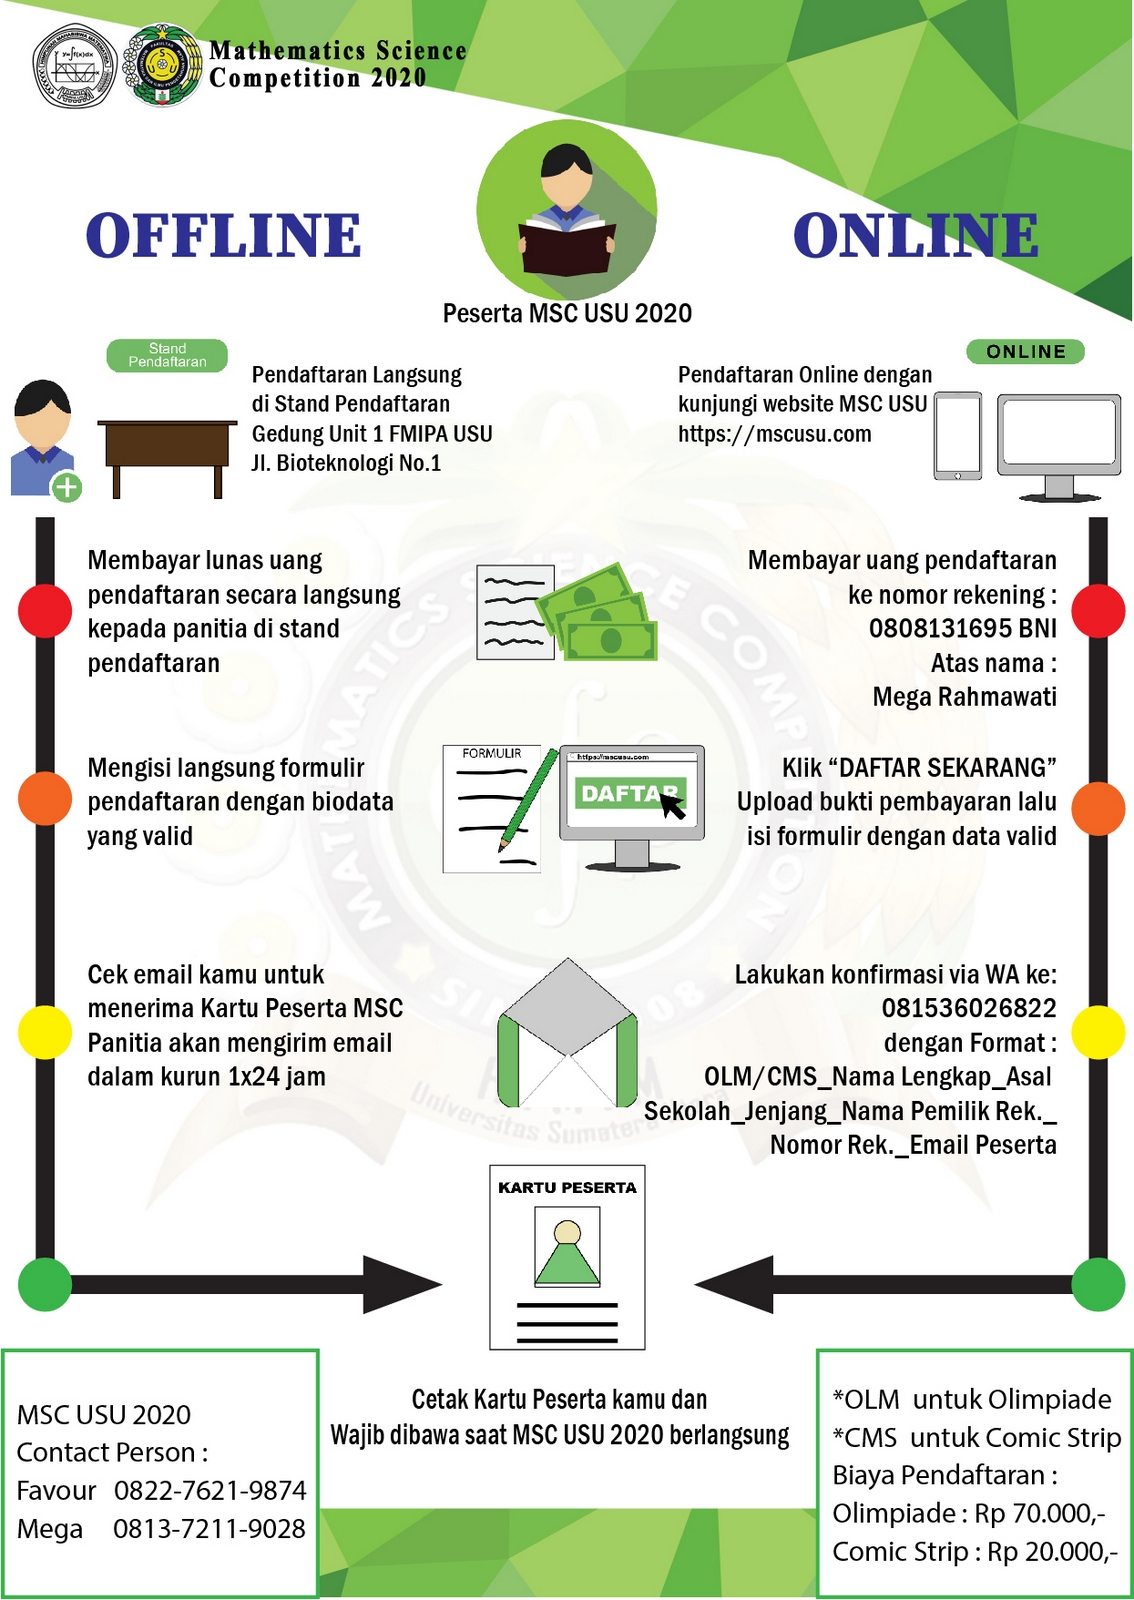 Mathematics Science
Competition 2020
OFFLINE
ONLINE
Peserta MSC USU 2020
Stand
Pendaftaran
Pendaftaran Langsung
di Stand Pendaftaran
Gedung Unit 1 FMIPA USU
Jl. Bioteknologi No.1
ONLINE
Pendaftaran Online dengan
kunjungi website MSC USU
https://mscusu.com
Membayar lunas uang
pendaftaran secara langsung
kepada panitia di stand
pendaftaran
Membayar uang pendaftaran
ke nomor rekening :
0808131695 BNI
Atas nama :
Mega Rahmawati
Mengisi langsung formulir
pendaftaran dengan biodata
yang valid
FORMULIR
https://mscusu.com
DAFTAR
Klik “DAFTAR SEKARANG”
Upload bukti pembayaran lalu
isi formulir dengan data valid
Cek email kamu untuk
menerima Kartu Peserta MSC
Panitia akan mengirim email
dalam kurun 1x24 jam
Lakukan konfirmasi via WA ke:
081536026822
dengan Format :
OLM/CMS_Nama Lengkap_Asal
Sekolah_Jenjang_Nama Pemilik Rek._
Nomor Rek._Email Peserta
MATHEMATICS SCIENCE COMPETITION
SINCE 2008
Universitas Sumatera Utara
KARTU PESERTA
Cetak Kartu Peserta kamu dan
Wajib dibawa saat MSC USU 2020 berlangsung
MSC USU 2020
Contact Person :
Favour 0822-7621-9874
Mega 0813-7211-9028
*OLM untuk Olimpiade
*CMS untuk Comic Strip
Biaya Pendaftaran :
Olimpiade : Rp 70.000,-
Comic Strip : Rp 20.000,-